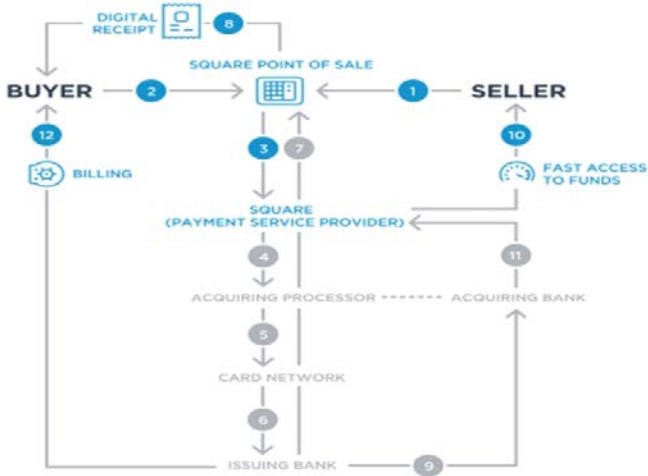 DIGITAL
RECEIPT
8
SQUARE POINT OF SALE
BUYER
2
1
SELLER
12
3
7
10
BILLING
FAST ACCESS
TO FUNDS
SQUARE
(PAYMENT SERVICE PROVIDER)
4
11
ACQUIRING PROCESSOR
ACQUIRING BANK
5
CARD NETWORK
6
ISSUING BANK
9